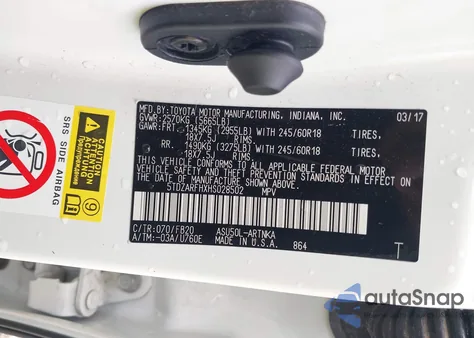 MFD.BY:TOYOTA MOTOR MANUFACTURING, INDIANA, INC. 03/17
GVWR:2570KG (5665LB)
GAWR:FRT. 1345KG (2955LB) WITH 245/60R18 TIRES,
18X7.5J RIMS
RR. 1490KG (3275LB) WITH 245/60R18 TIRES,
18X7.5J RIMS
THIS VEHICLE CONFORMS TO ALL APPLICABLE FEDERAL MOTOR
VEHICLE SAFETY AND THEFT PREVENTION STANDARDS IN EFFECT
ON THE DATE OF MANUFACTURE SHOWN ABOVE.
5TDZARFHXHS028502 MPV
C/TR:070/FB20 ASU50L-ARTNKA
A/TM:-03A/U760E MADE IN U.S.A. 864
T
SRS SIDE AIRBAG
CAUTION
ATTENTION
ACHTUNG
autoSnap